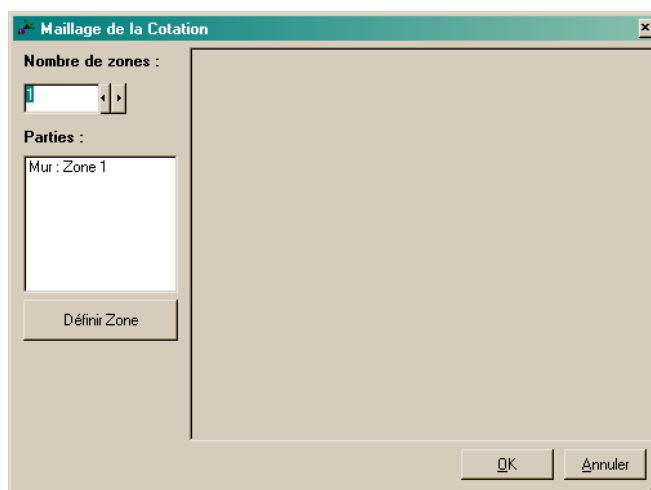 Maillage de la Cotation
Nombre de zones :
1
Parties :
Mur : Zone 1
Définir Zone
OK
Annuler